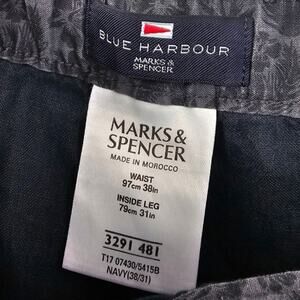 BLUE HARBOUR
MARKS &
SPENCER
MARKS &
SPENCER
MADE IN MOROCCO
WAIST
97cm 38in
INSIDE LEG
79cm 31in
3291 481
T17 07430/5415B
NAVY(38/31)